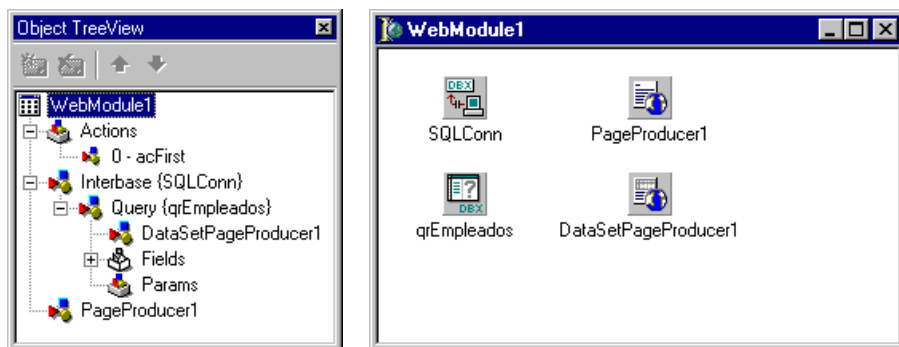 Object TreeView
WebModule1
Actions
0 - acFirst
Interbase {SQLConn}
Query {qrEmpleados}
DataSetPageProducer1
Fields
Params
PageProducer1
WebModule1
DBX
SQLConn
PageProducer1
DBX
qrEmpleados
DataSetPageProducer1